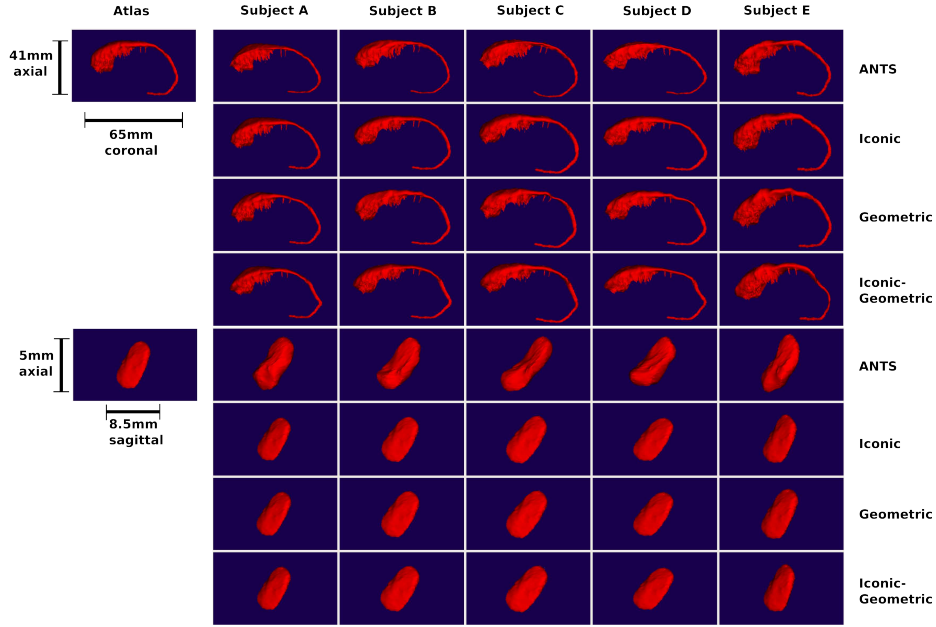 Atlas
Subject A
Subject B
Subject C
Subject D
Subject E
41mm
axial
65mm
coronal
ANTS
Iconic
Geometric
Iconic-
Geometric
5mm
axial
8.5mm
sagittal
ANTS
Iconic
Geometric
Iconic-
Geometric